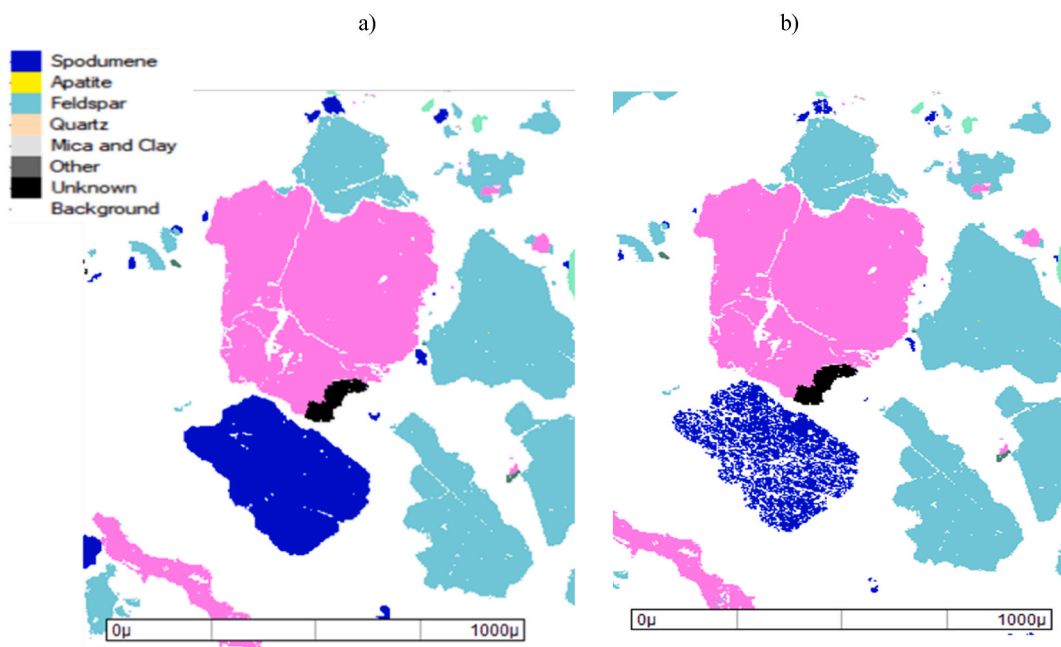 a)
b)
Spodumene
Apatite
Feldspar
Quartz
Mica and Clay
Other
Unknown
Background
0µ 1000µ
0µ 1000µ